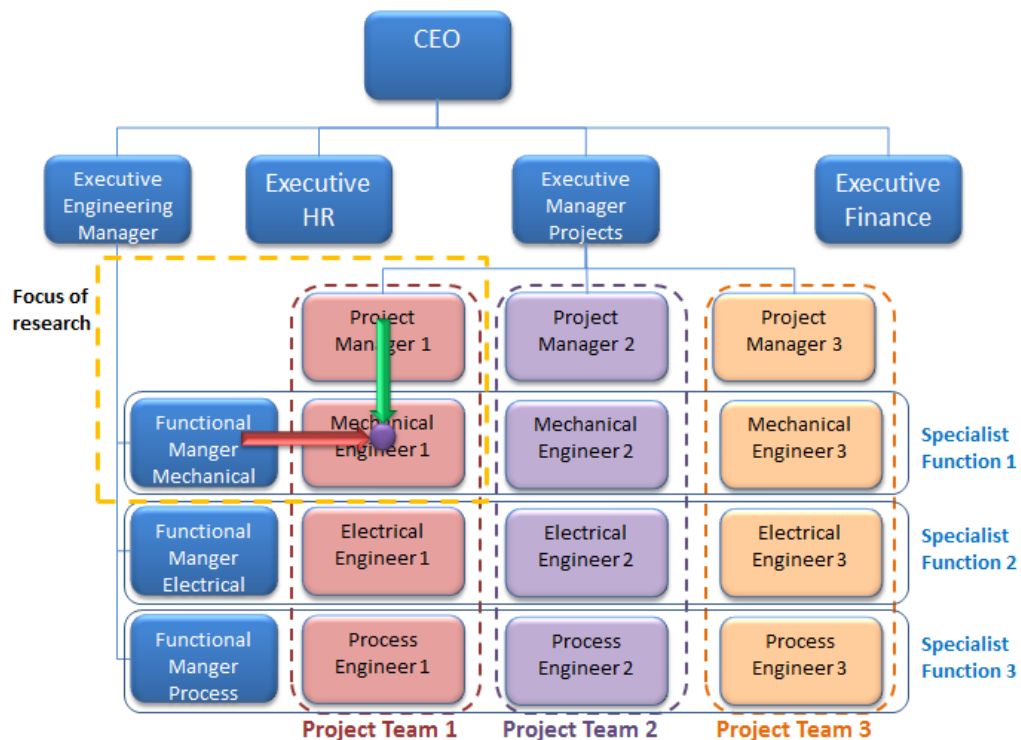 CEO
Executive
Engineering
Manager
Executive
HR
Executive
Manager
Projects
Executive
Finance
Focus of
research
Project
Manager 1
Project
Manager 2
Project
Manager 3
Functional
Manger
Mechanical
Mechanical
Engineer 1
Mechanical
Engineer 2
Mechanical
Engineer 3
Specialist
Function 1
Functional
Manger
Electrical
Electrical
Engineer 1
Electrical
Engineer 2
Electrical
Engineer 3
Specialist
Function 2
Functional
Manger
Process
Process
Engineer 1
Process
Engineer 2
Process
Engineer 3
Specialist
Function 3
Project Team 1
Project Team 2
Project Team 3